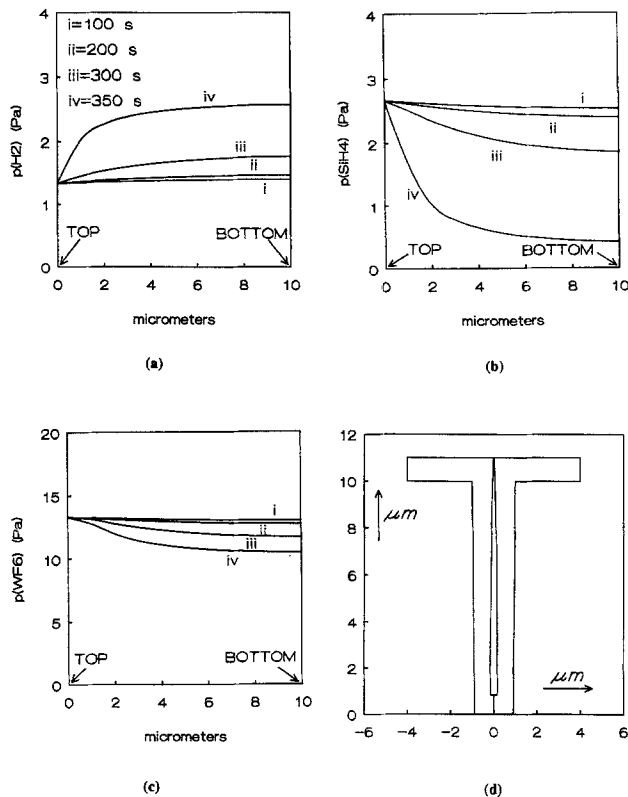 i=100 s
ii=200 s
iii=300 s
iv=350 s
p(H2) (Pa)
4
3
2
1
0
iv
iii
ii
i
TOP
BOTTOM
0 2 4 6 8 10
micrometers
(a)
p(SiH4) (Pa)
4
3
2
1
0
i
ii
iii
iv
TOP
BOTTOM
0 2 4 6 8 10
micrometers
(b)
p(WF6) (Pa)
20
15
10
5
0
i
ii
iii
iv
TOP
BOTTOM
0 2 4 6 8 10
micrometers
(c)
12
10
8
6
4
2
0
μm
μm
-6 -4 -2 0 2 4 6
(d)